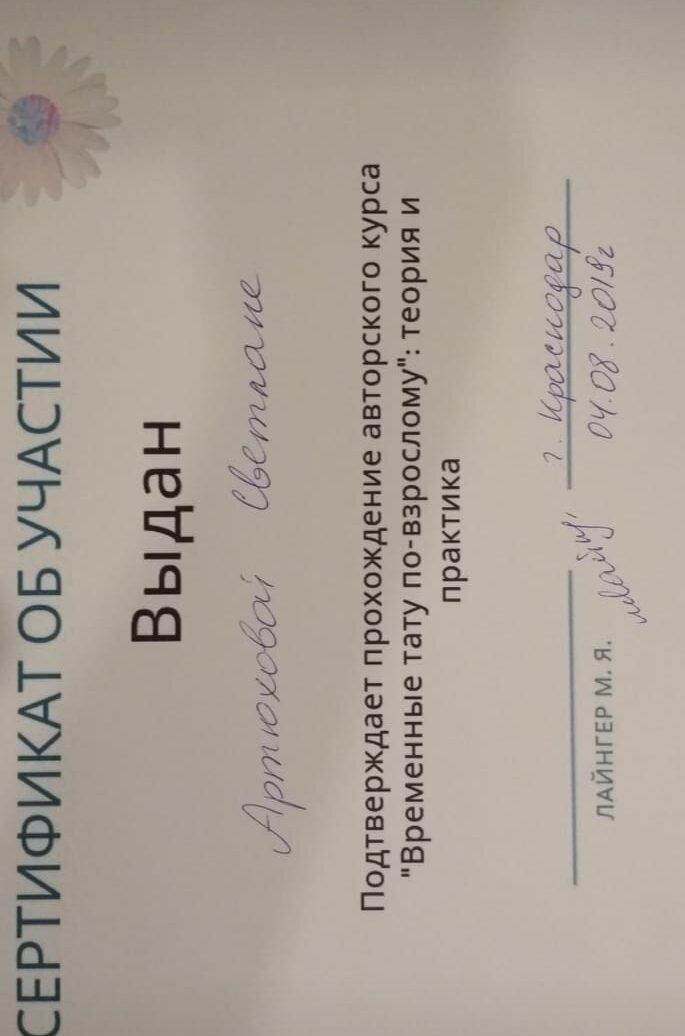 СЕРТИФИКАТ ОБ УЧАСТИИ
Выдан
Артюховой Светлане
Подтверждает прохождение авторского курса
"Временные тату по-взрослому": теория и
практика
г. Краснодар
ЛАЙНГЕР М. Я.
04.08.2019г